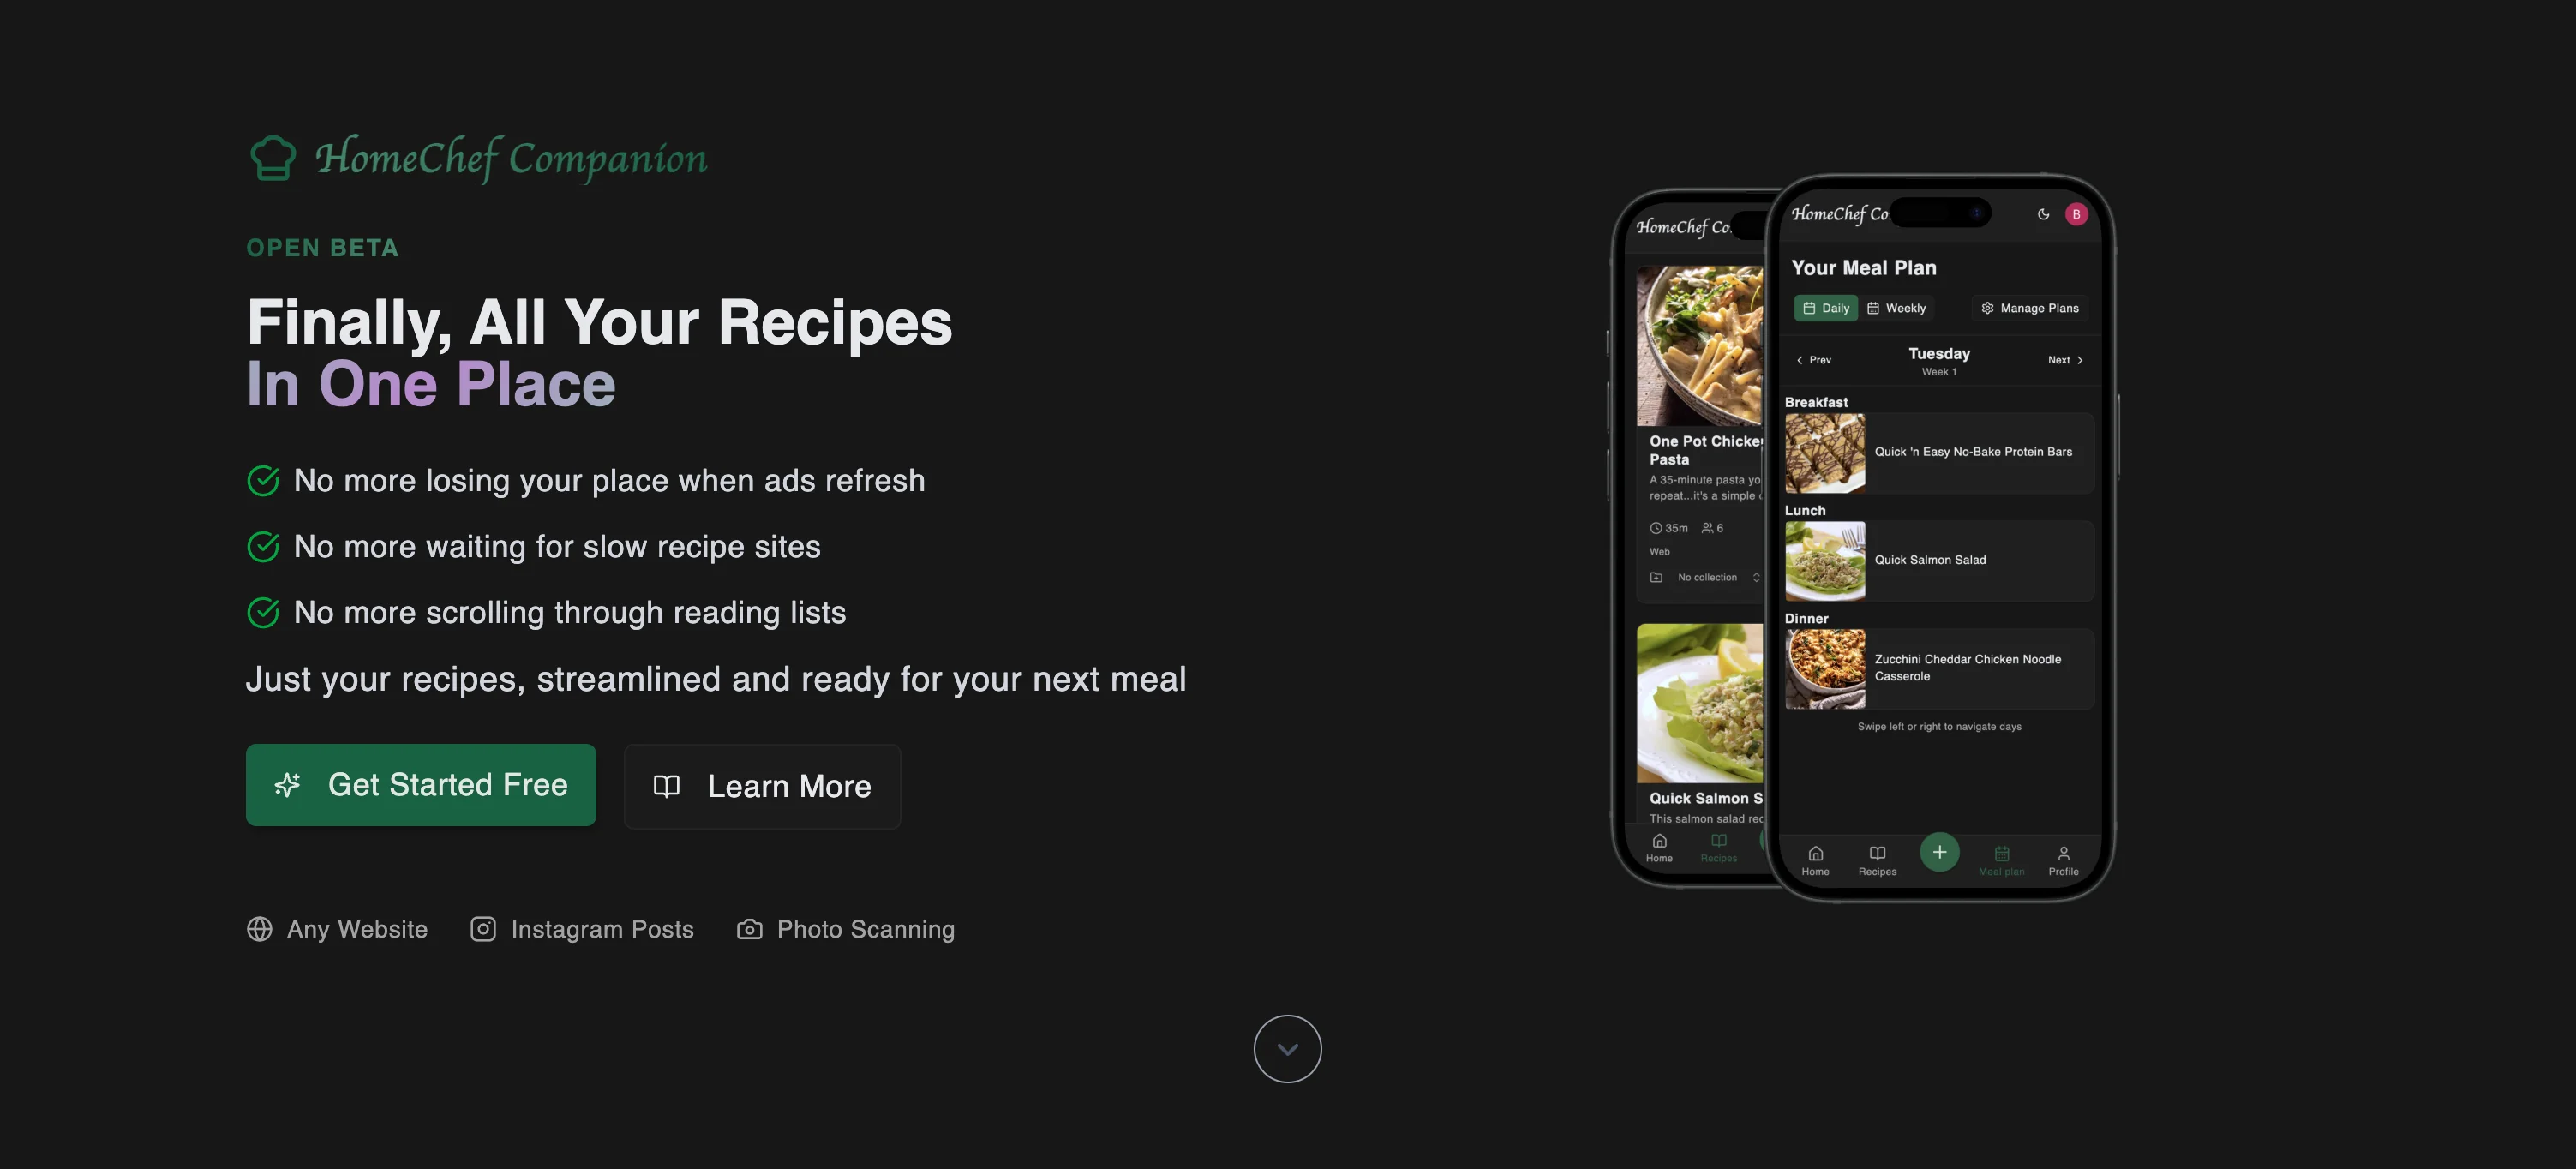 HomeChef Companion
OPEN BETA
Finally, All Your Recipes
In One Place
No more losing your place when ads refresh
No more waiting for slow recipe sites
No more scrolling through reading lists
Just your recipes, streamlined and ready for your next meal
Get Started Free
Learn More
Any Website
Instagram Posts
Photo Scanning
HomeChef Co
One Pot Chicke
Pasta
A 35-minute pasta yo
repeat...it's a simple
35m
6
Web
No collection
Quick Salmon S
This salmon salad rec
Home
Recipes
HomeChef Co
B
Your Meal Plan
Daily
Weekly
Manage Plans
Prev
Tuesday
Next
Week 1
Breakfast
Quick 'n Easy No-Bake Protein Bars
Lunch
Quick Salmon Salad
Dinner
Zucchini Cheddar Chicken Noodle
Casserole
Swipe left or right to navigate days
Home
Recipes
Meal plan
Profile